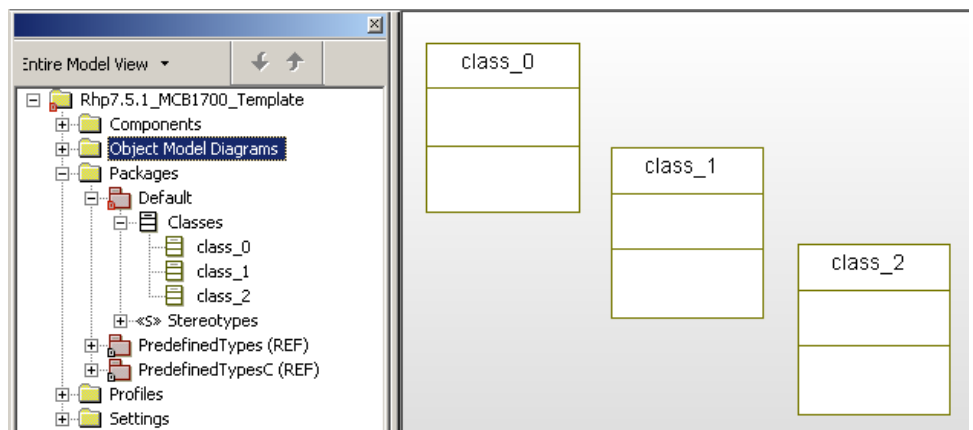 Entire Model View
Rhp7.5.1_MCB1700_Template
Components
Object Model Diagrams
Packages
Default
Classes
class_0
class_1
class_2
«S» Stereotypes
PredefinedTypes (REF)
PredefinedTypesC (REF)
Profiles
Settings
class_0
class_1
class_2